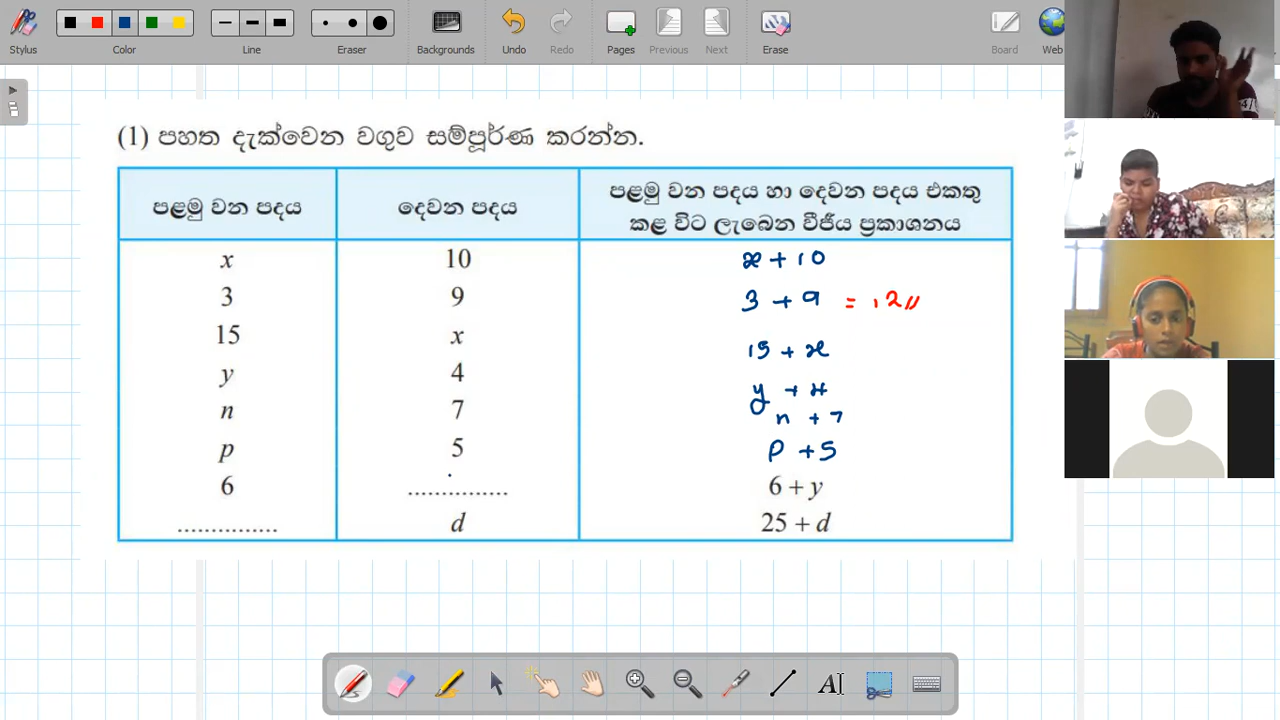 Stylus Color Line Eraser Backgrounds Undo Redo Pages Previous Next Erase Board Web
(1) පහත දැක්වෙන වගුව සම්පූර්ණ කරන්න.
පළමු වන පදය දෙවන පදය පළමු වන පදය හා දෙවන පදය එකතු
කළ විට ලැබෙන වීජීය ප්‍රකාශනය
x 10 x + 10
3 9 3 + 9 = 12 //
15 x 15 + x
y 4 y + 4
n 7 n + 7
p 5 p + 5
6 ............... 6 + y
............... d 25 + d